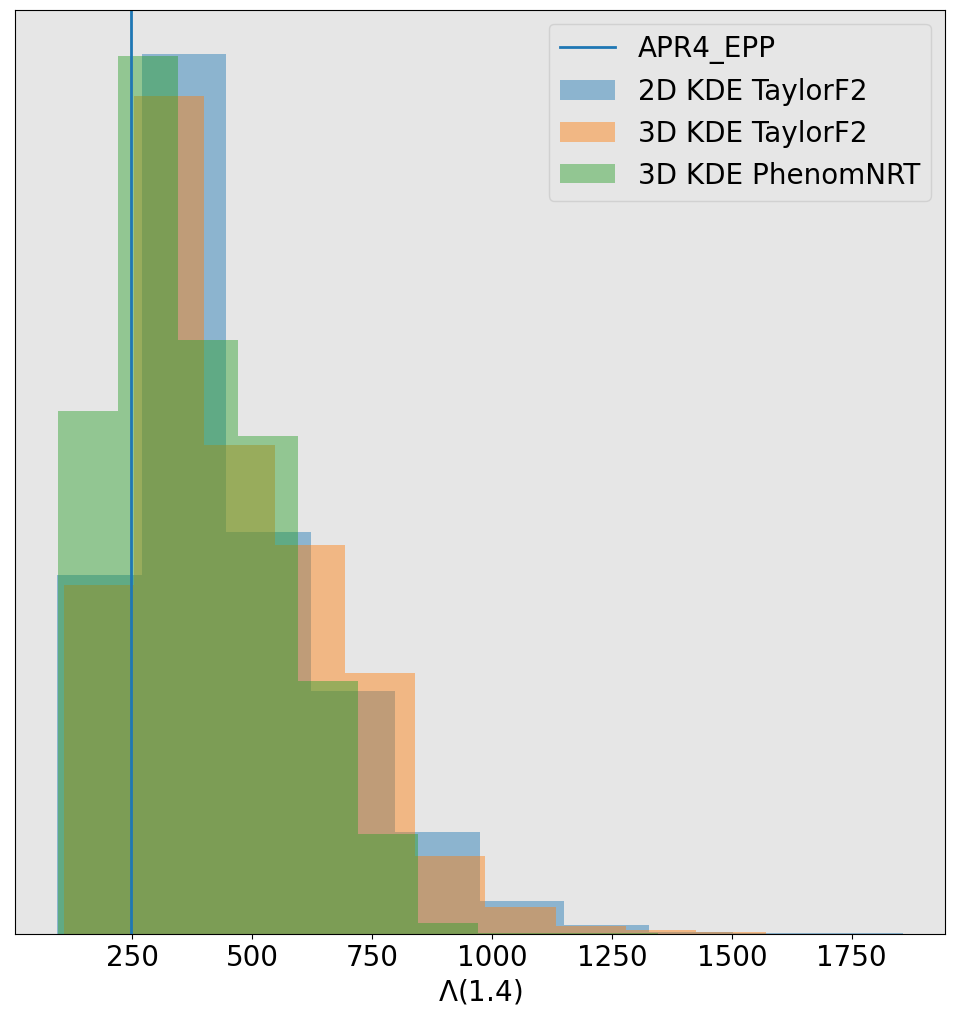 APR4_EPP
2D KDE TaylorF2
3D KDE TaylorF2
3D KDE PhenomNRT
250 500 750 1000 1250 1500 1750
Λ(1.4)